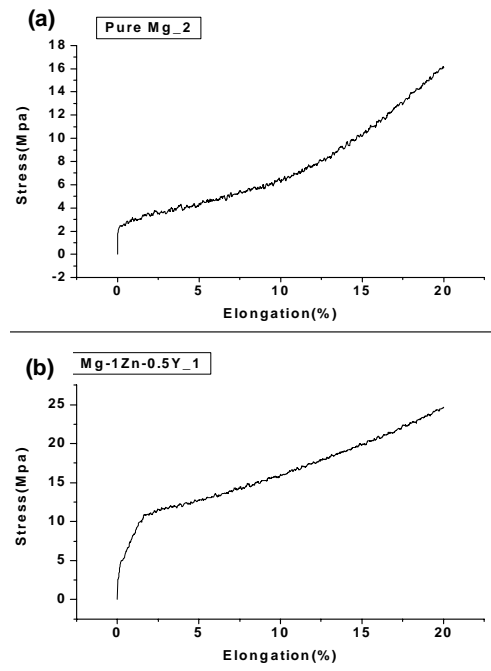 (a)
Pure Mg_2
18
16
14
12
10
8
6
4
2
0
-2
Stress(Mpa)
0 5 10 15 20
Elongation(%)
(b)
Mg-1Zn-0.5Y_1
25
20
15
10
5
0
Stress(Mpa)
0 5 10 15 20
Elongation(%)